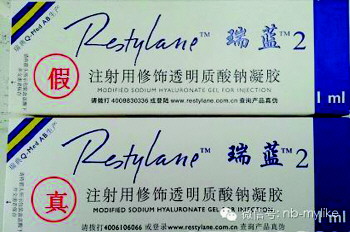 瑞典Q-Med AB生产
Restylane™ 瑞蓝™ 2
假
注射用修饰透明质酸钠凝胶
MODIFIED SODIUM HYALURONATE GEL FOR INJECTION
请拨打4009830336或登陆www.restylane.com.cn查询产品真伪
1 ml
瑞典Q-Med AB生产
Restylane™ 瑞蓝™ 2
真
注射用修饰透明质酸钠凝胶
MODIFIED SODIUM HYALURONATE GEL FOR INJECTION
请拨打4006106066或登录www.restylane.com.cn查询产品真伪
1 ml
微信号: nb-mylike